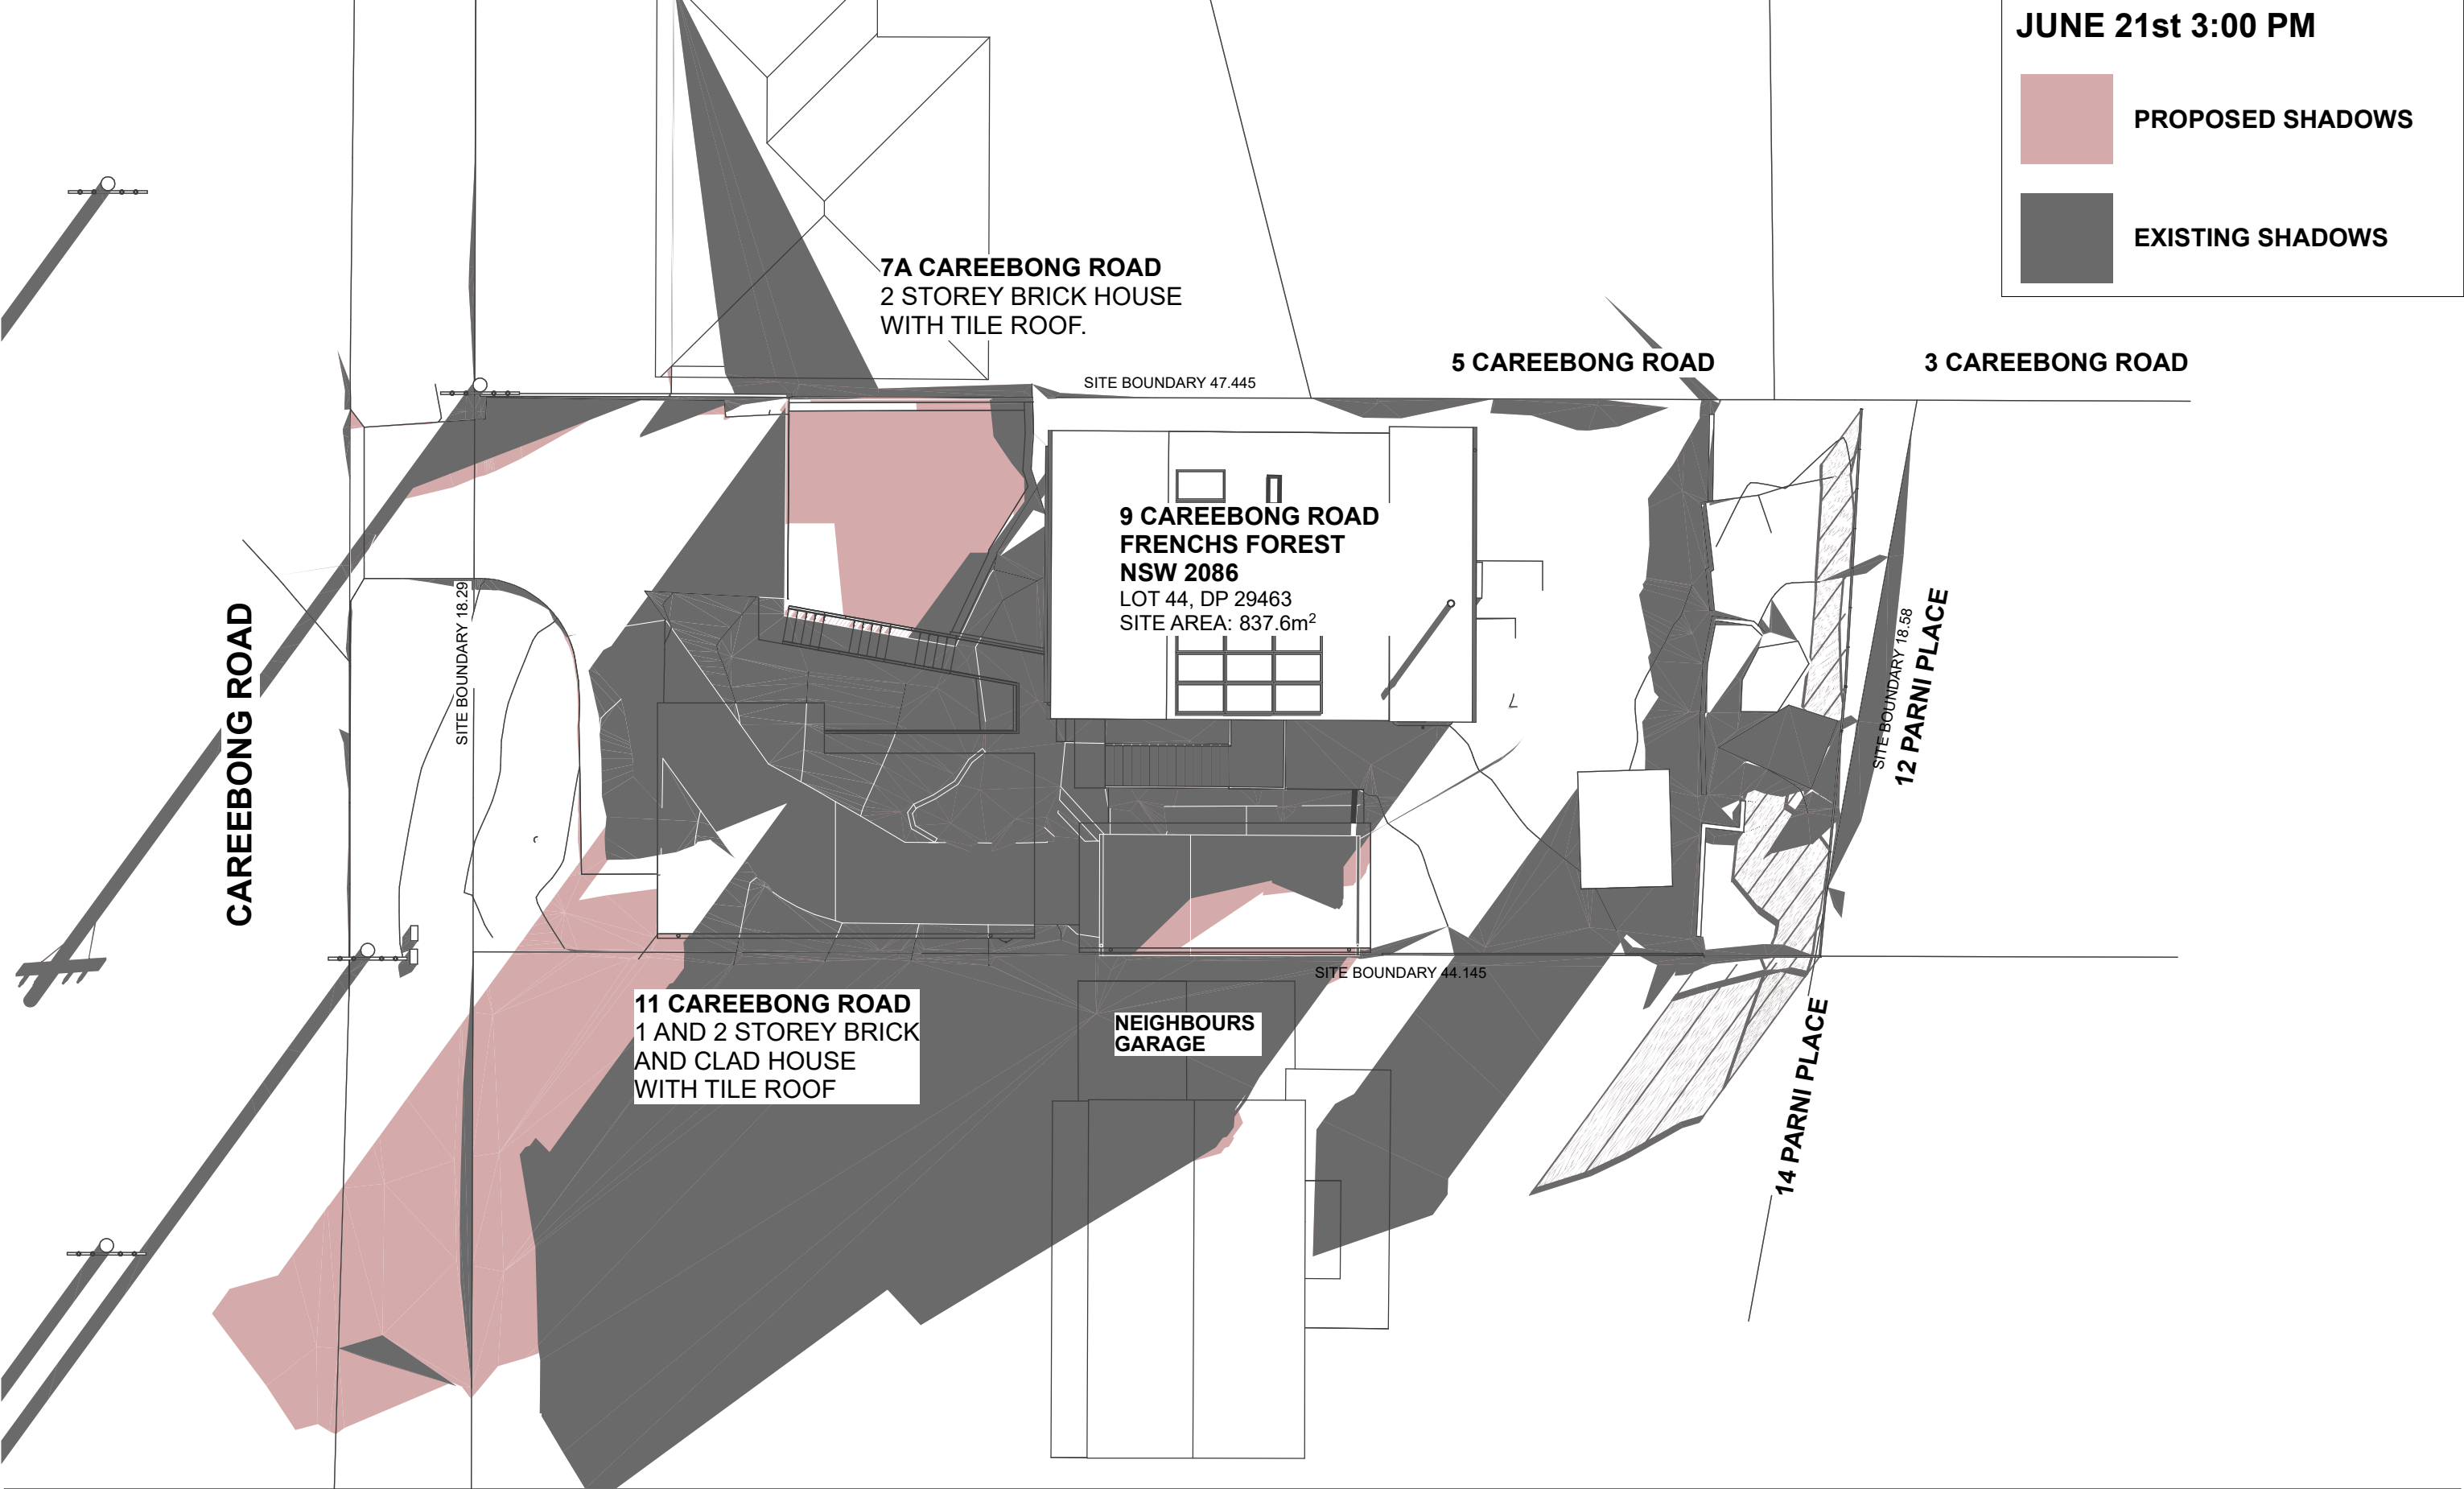 JUNE 21st 3:00 PM
PROPOSED SHADOWS
EXISTING SHADOWS
7A CAREEBONG ROAD
2 STOREY BRICK HOUSE
WITH TILE ROOF.
SITE BOUNDARY 47.445
5 CAREEBONG ROAD
3 CAREEBONG ROAD
9 CAREEBONG ROAD
FRENCHS FOREST
NSW 2086
LOT 44, DP 29463
SITE AREA: 837.6m²
CAREEBONG ROAD
SITE BOUNDARY 18.29
SITE BOUNDARY 18.58
12 PARNI PLACE
SITE BOUNDARY 44.145
11 CAREEBONG ROAD
1 AND 2 STOREY BRICK
AND CLAD HOUSE
WITH TILE ROOF
NEIGHBOURS
GARAGE
14 PARNI PLACE